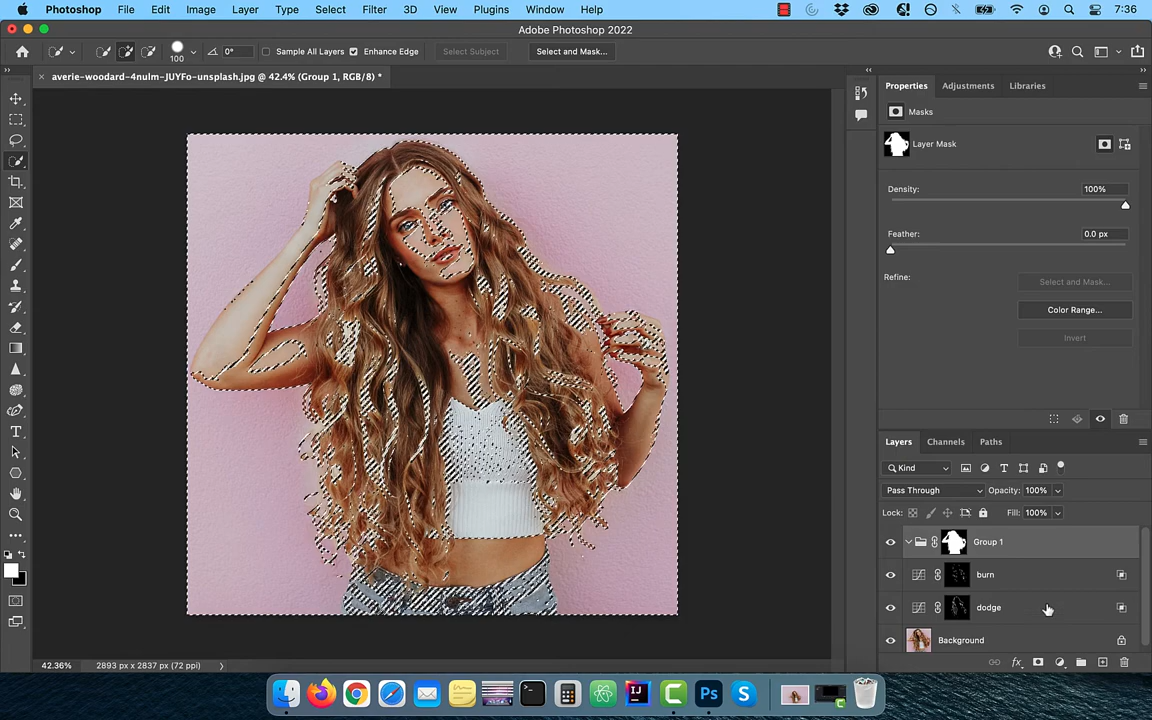 Photoshop File Edit Image Layer Type Select Filter 3D View Plugins Window Help 7:36
Adobe Photoshop 2022
100 0° Sample All Layers Enhance Edge Select Subject Select and Mask...
averie-woodard-4nulm-JUYFo-unsplash.jpg @ 42.4% (Group 1, RGB/8) *
Properties Adjustments Libraries
Masks
Layer Mask
Density: 100%
Feather: 0.0 px
Refine: Select and Mask...
Color Range...
Invert
Layers Channels Paths
Kind
Pass Through Opacity: 100%
Lock: Fill: 100%
Group 1
burn
dodge
Background
42.36% 2893 px x 2837 px (72 ppi)